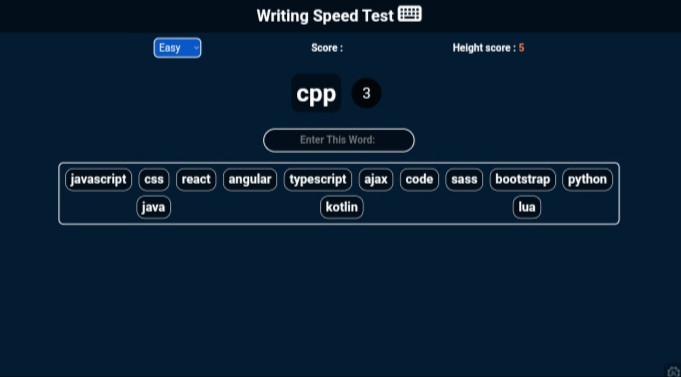 Writing Speed Test
Easy Score : Height score : 5
cpp 3
Enter This Word:
javascript css react angular typescript ajax code sass bootstrap python
java kotlin lua